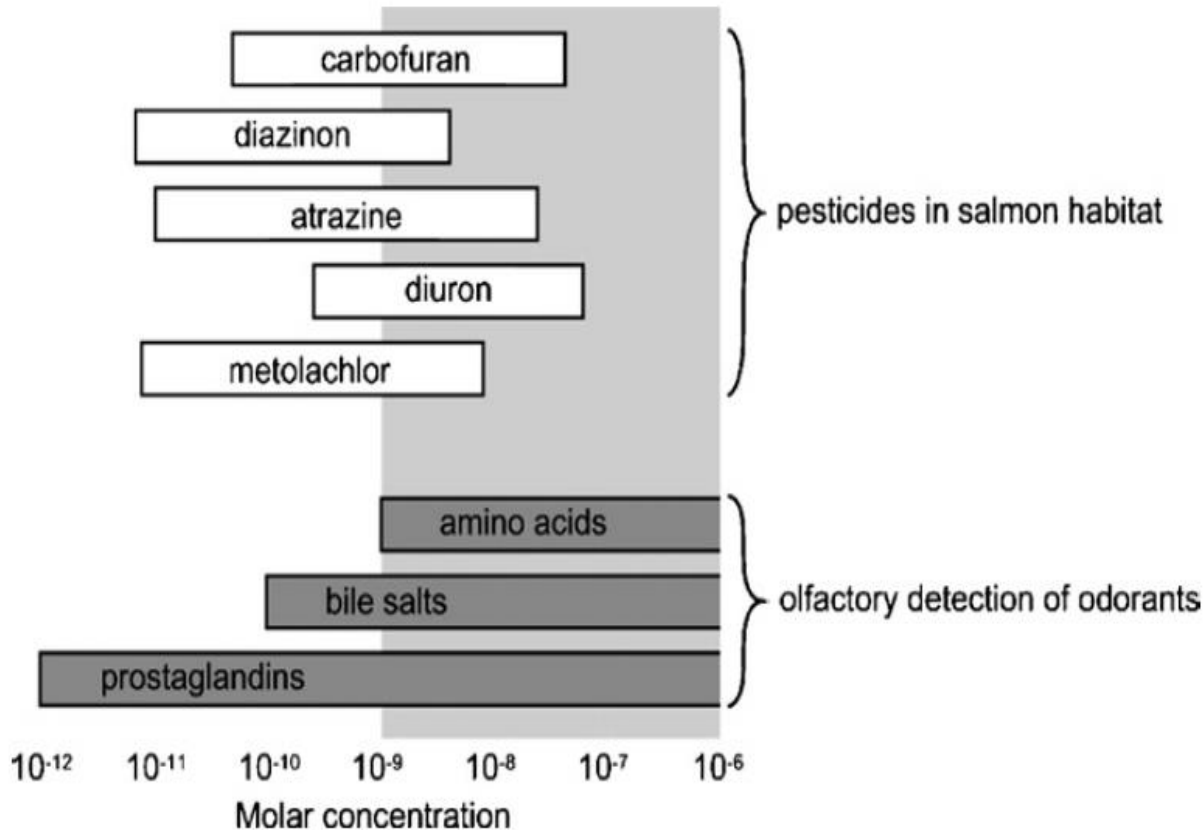 carbofuran
diazinon
atrazine
pesticides in salmon habitat
diuron
metolachlor
amino acids
bile salts
olfactory detection of odorants
prostaglandins
10⁻¹² 10⁻¹¹ 10⁻¹⁰ 10⁻⁹ 10⁻⁸ 10⁻⁷ 10⁻⁶
Molar concentration